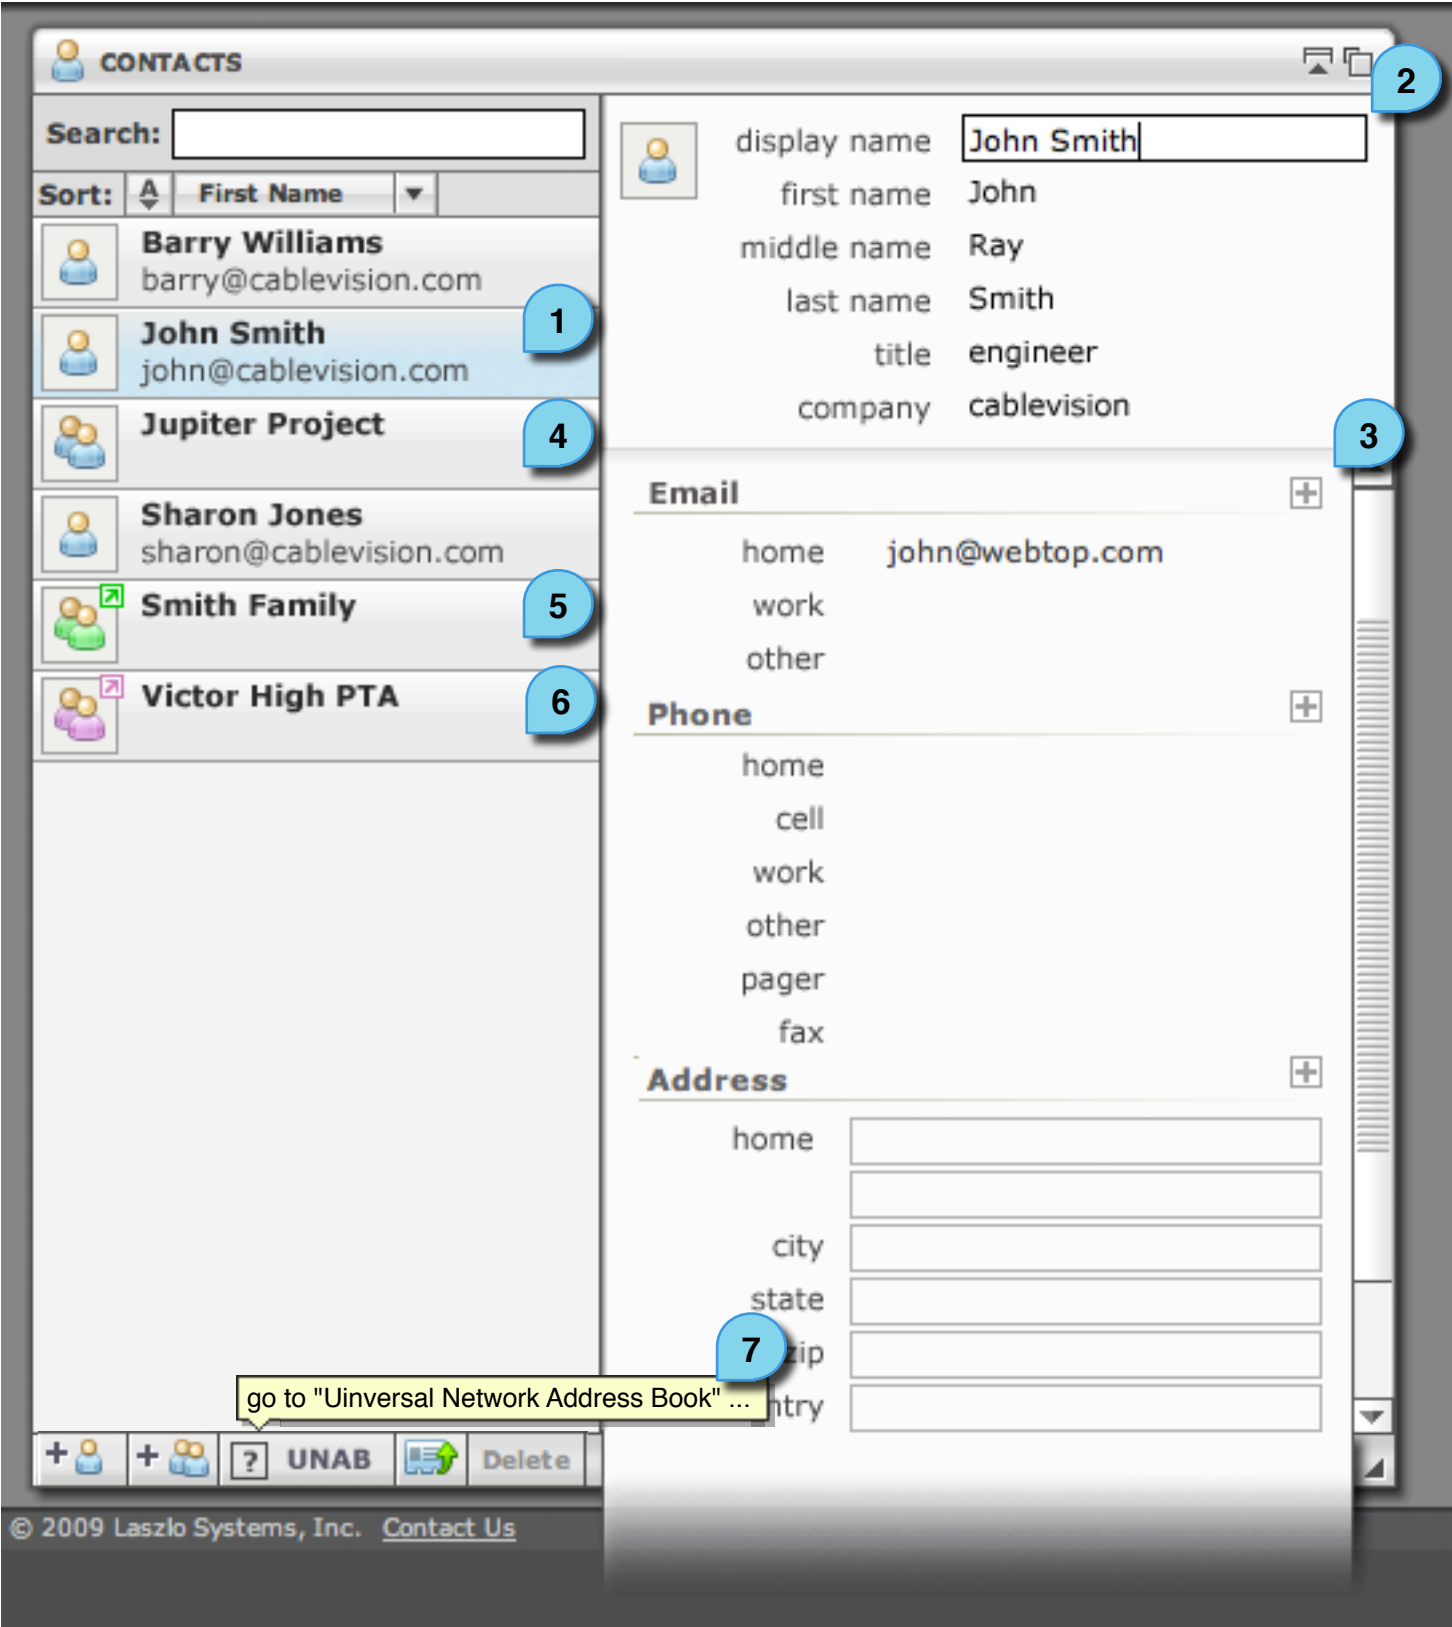 CONTACTS
2
Search:
Sort: A First Name
Barry Williams
barry@cablevision.com
John Smith
john@cablevision.com
1
Jupiter Project
4
Sharon Jones
sharon@cablevision.com
Smith Family
5
Victor High PTA
6
display name John Smith
first name John
middle name Ray
last name Smith
title engineer
company cablevision
3
Email
home john@webtop.com
work
other
Phone
home
cell
work
other
pager
fax
Address
home
city
state
7
zip
ntry
go to "Uinversal Network Address Book" ...
+ + ? UNAB Delete
© 2009 Laszlo Systems, Inc. Contact Us